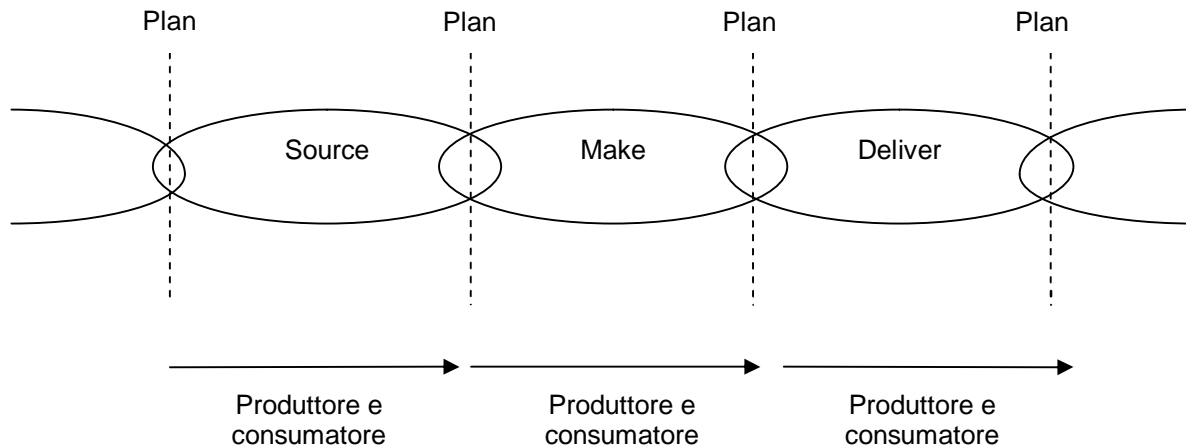 Plan Plan Plan Plan
Source Make Deliver
Produttore e Produttore e Produttore e
consumatore consumatore consumatore